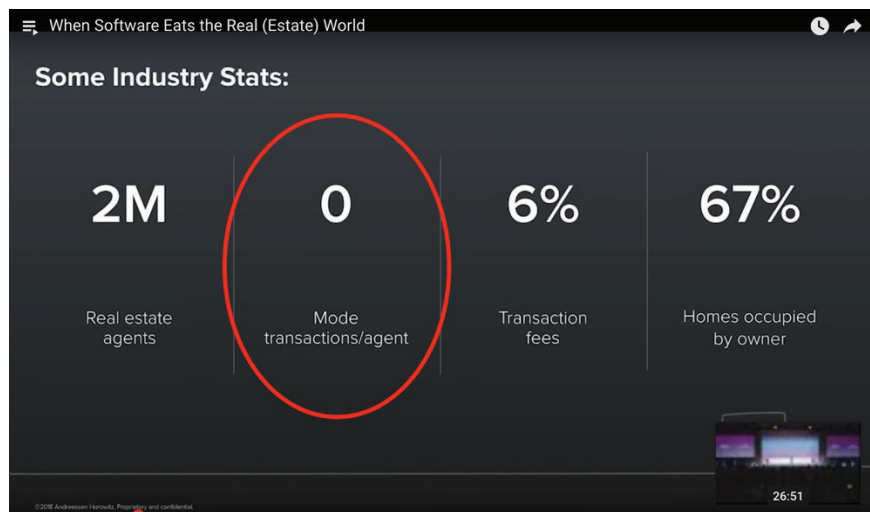 When Software Eats the Real (Estate) World
Some Industry Stats:
2M
Real estate
agents
0
Mode
transactions/agent
6%
Transaction
fees
67%
Homes occupied
by owner
26:51
©2018 Andreessen Horowitz. Proprietary and confidential.